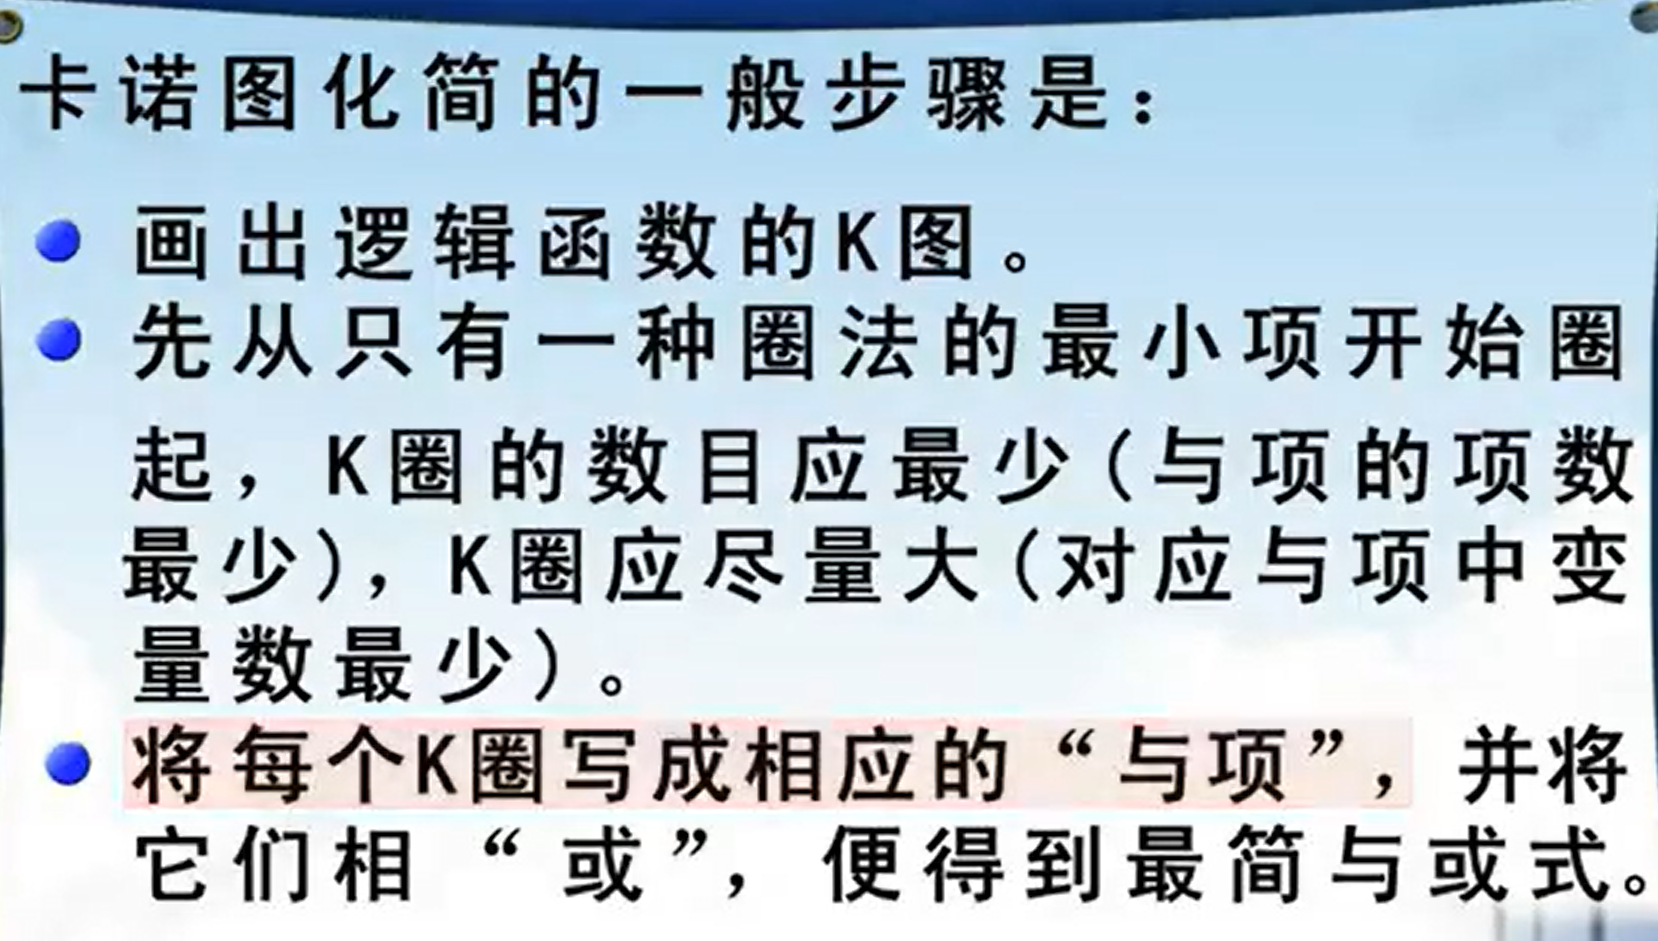 卡诺图化简的一般步骤是：
画出逻辑函数的K图。
先从只有一种圈法的最小项开始圈
起，K圈的数目应最少(与项的项数
最少)，K圈应尽量大(对应与项中变
量数最少)。
将每个K圈写成相应的“与项”，并将
它们相“或”，便得到最简与或式。